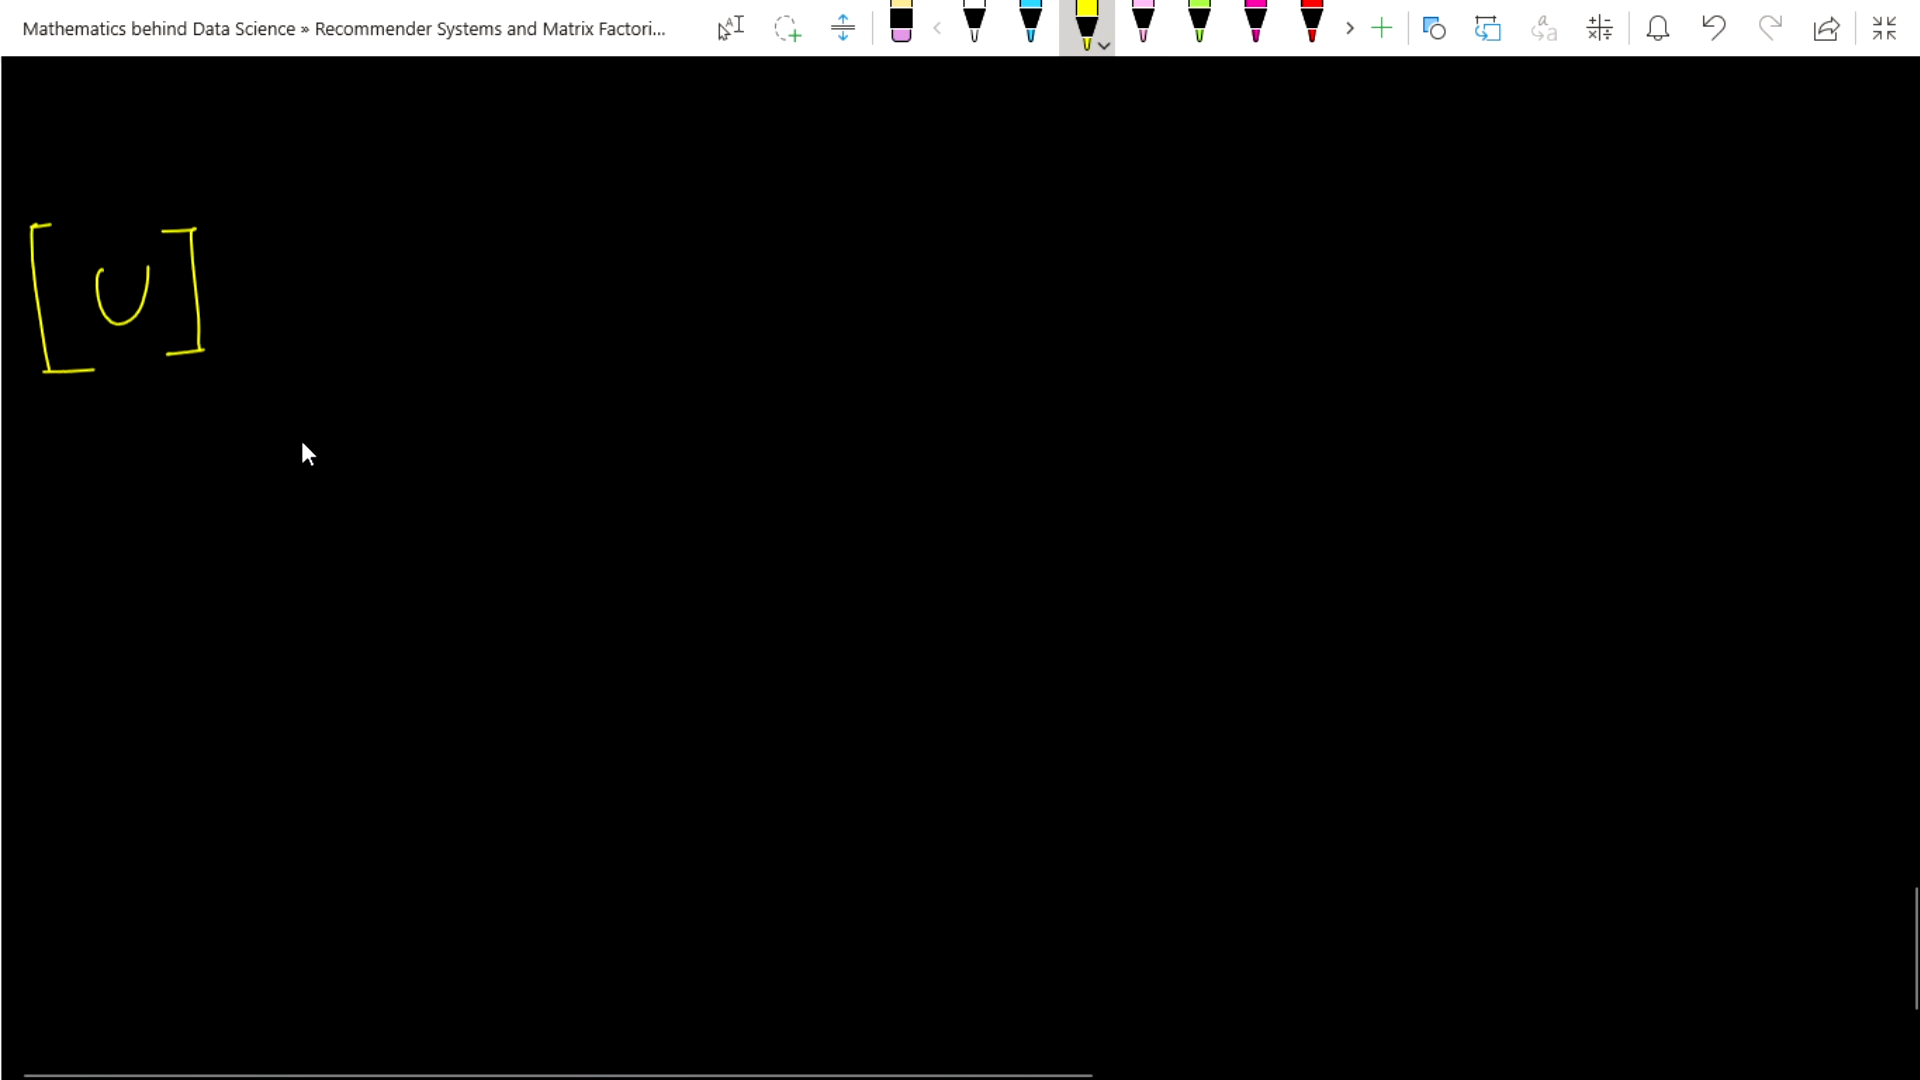 Mathematics behind Data Science » Recommender Systems and Matrix Factori...
[U]